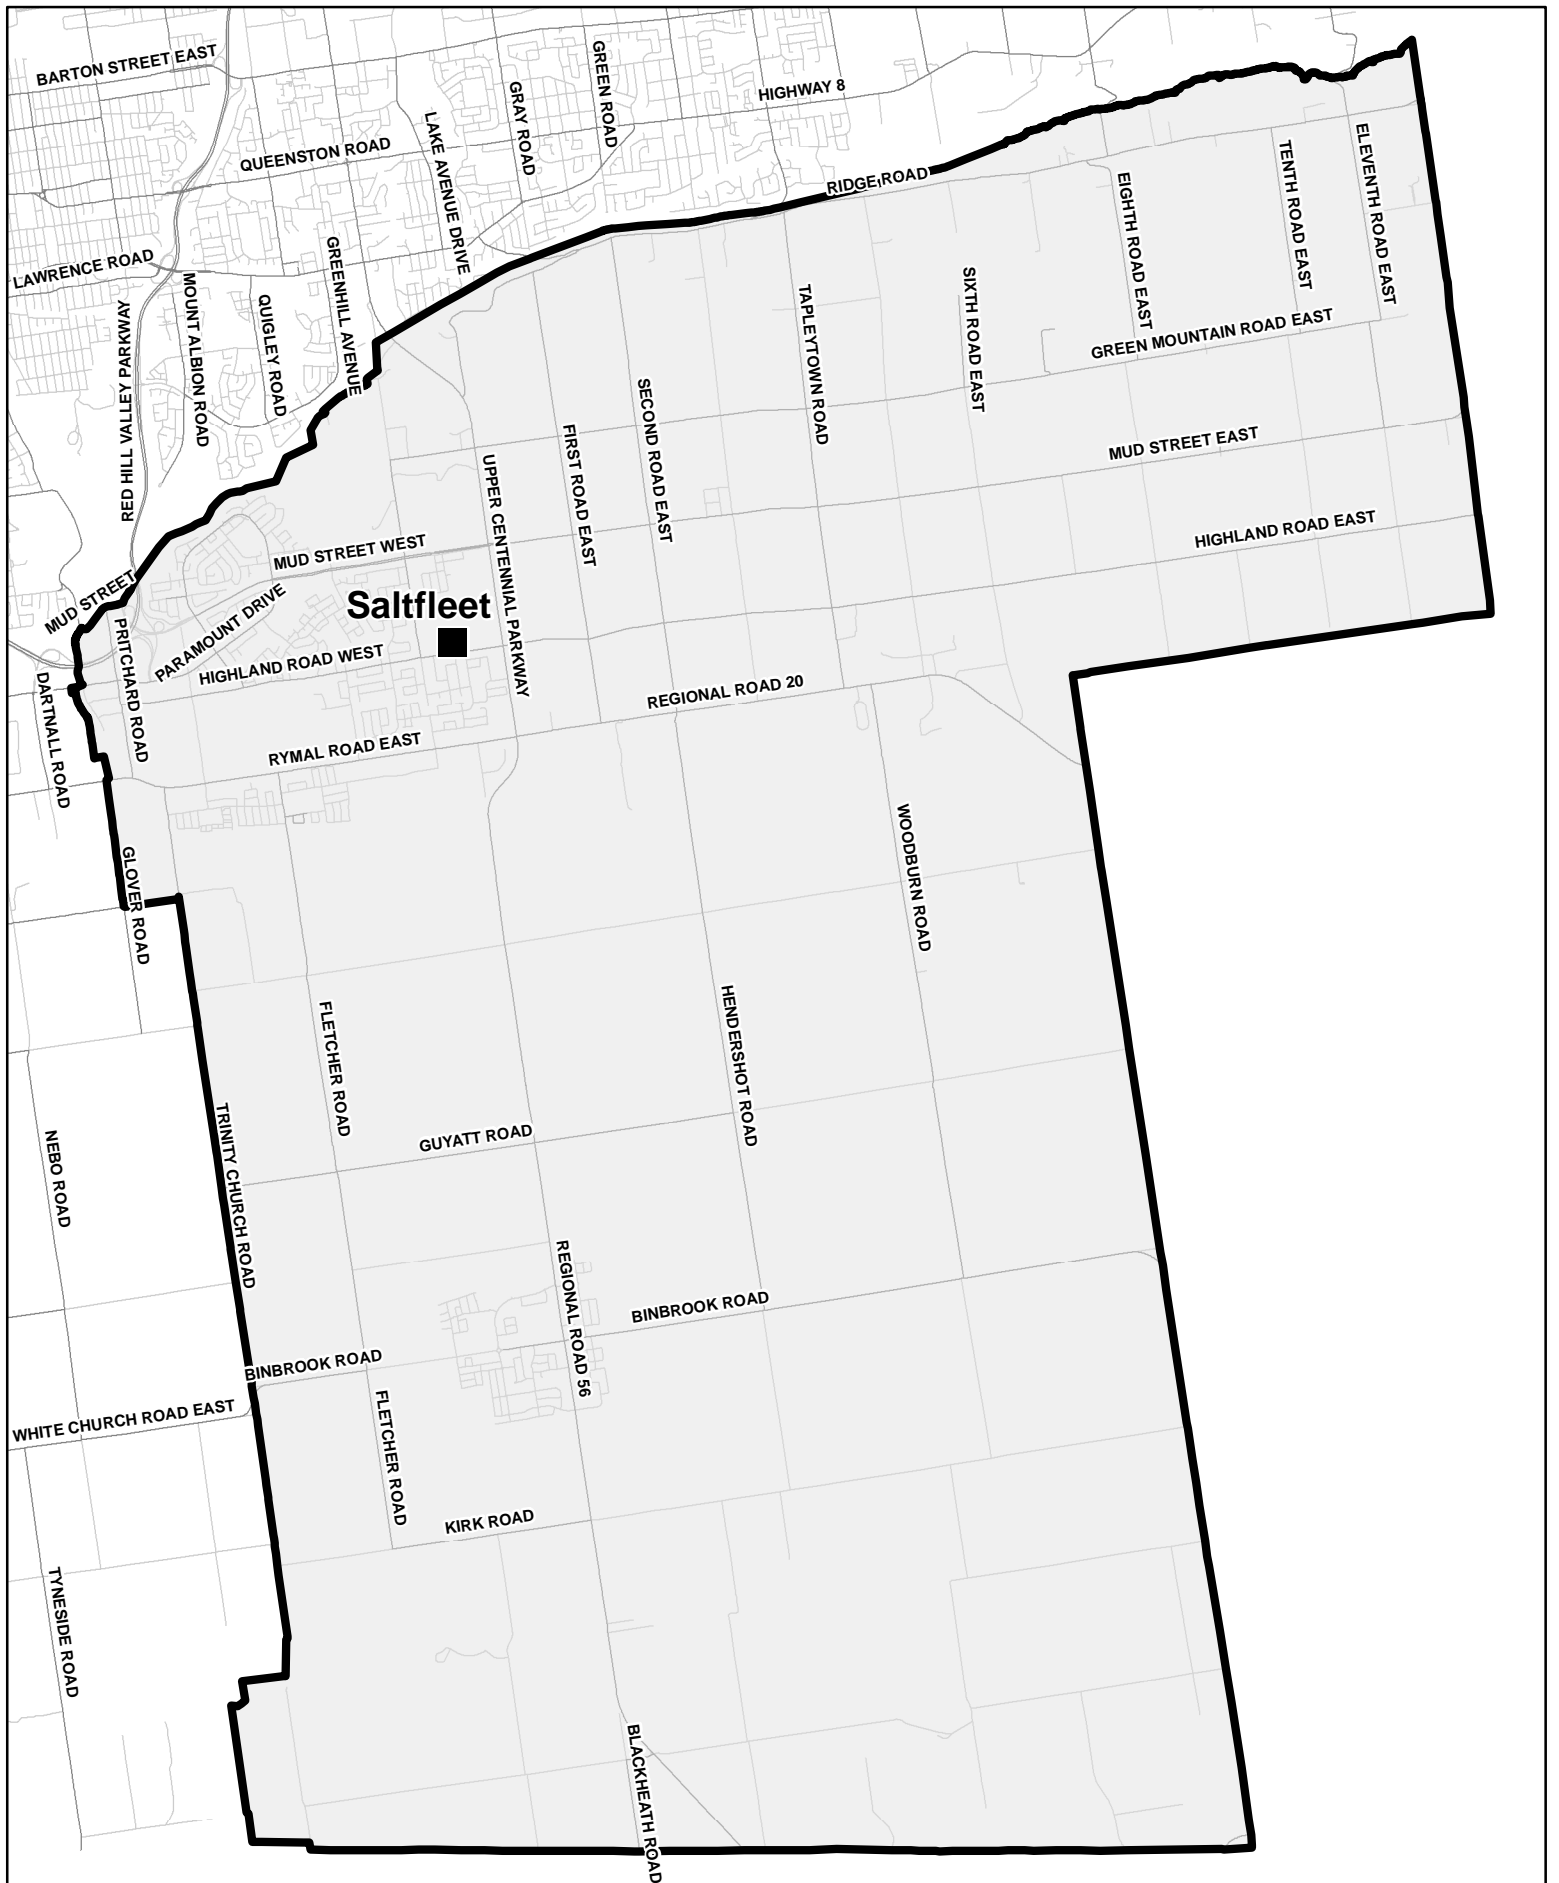 BARTON STREET EAST
GREEN ROAD
GRAY ROAD
HIGHWAY 8
LAKE AVENUE DRIVE
QUEENSTON ROAD
ELEVENTH ROAD EAST
TENTH ROAD EAST
RIDGE ROAD
EIGHTH ROAD EAST
LAWRENCE ROAD
GREENHILL AVENUE
MOUNT ALBION ROAD
QUIGLEY ROAD
RED HILL VALLEY PARKWAY
SIXTH ROAD EAST
TAPLEYTOWN ROAD
GREEN MOUNTAIN ROAD EAST
SECOND ROAD EAST
FIRST ROAD EAST
UPPER CENTENNIAL PARKWAY
MUD STREET EAST
HIGHLAND ROAD EAST
MUD STREET WEST
MUD STREET
PARAMOUNT DRIVE
Saltfleet
PRITCHARD ROAD
HIGHLAND ROAD WEST
DARTNALL ROAD
REGIONAL ROAD 20
RYMAL ROAD EAST
WOODBURN ROAD
GLOVER ROAD
HENDERSHOT ROAD
FLETCHER ROAD
TRINITY CHURCH ROAD
GUYATT ROAD
NEBO ROAD
REGIONAL ROAD 56
BINBROOK ROAD
BINBROOK ROAD
FLETCHER ROAD
WHITE CHURCH ROAD EAST
KIRK ROAD
TYNESIDE ROAD
BLACKHEATH ROAD